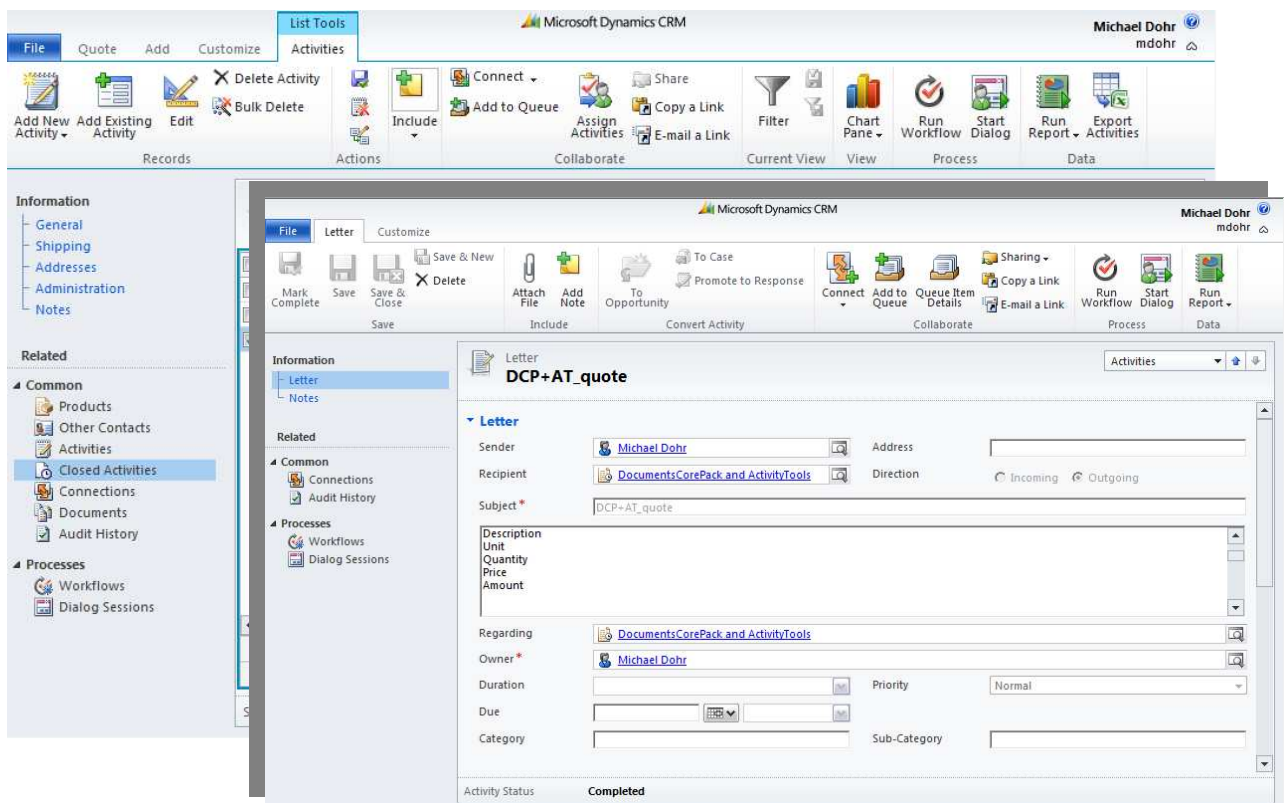 List Tools
Microsoft Dynamics CRM
Michael Dohr
mdohr
File Quote Add Customize Activities
Add New Activity
Add Existing Activity
Edit
Delete Activity
Bulk Delete
Include
Connect
Add to Queue
Assign Activities
Share
Copy a Link
E-mail a Link
Filter
Chart Pane
Run Workflow
Start Dialog
Run Report
Export Activities
Records Actions Collaborate Current View View Process Data
Information
General
Shipping
Addresses
Administration
Notes
Related
Common
Products
Other Contacts
Activities
Closed Activities
Connections
Documents
Audit History
Processes
Workflows
Dialog Sessions
Microsoft Dynamics CRM
Michael Dohr
mdohr
File Letter Customize
Mark Complete
Save
Save & Close
Save & New
Delete
Attach File
Add Note
To Opportunity
To Case
Promote to Response
Connect
Add to Queue
Queue Item Details
Sharing
Copy a Link
E-mail a Link
Run Workflow
Start Dialog
Run Report
Save Include Convert Activity Collaborate Process Data
Information
Letter
Notes
Related
Common
Connections
Audit History
Processes
Workflows
Dialog Sessions
Letter
DCP+AT_quote
Activities
Letter
Sender Michael Dohr Address
Recipient DocumentsCorePack and ActivityTools Direction Incoming Outgoing
Subject* DCP+AT_quote
Description
Unit
Quantity
Price
Amount
Regarding DocumentsCorePack and ActivityTools
Owner* Michael Dohr
Duration Priority Normal
Due
Category Sub-Category
Activity Status Completed